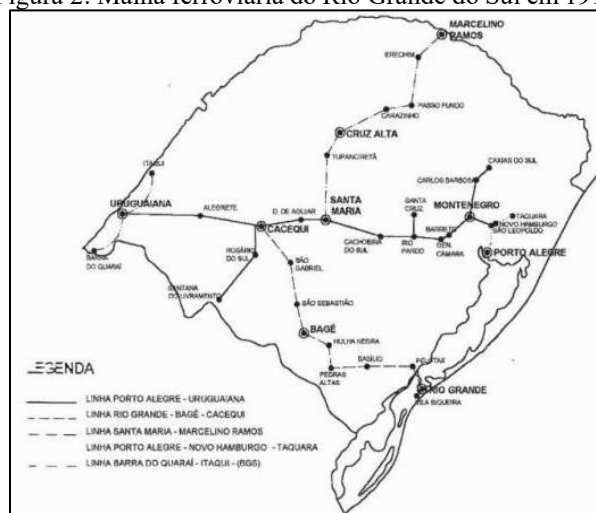 Figura 2: Malha ferroviária do Rio Grande do Sul em 191
MARCELINO
RAMOS
ERECHIM
PASSO FUNDO
CARAZINHO
CRUZ ALTA
TUPANCIRETÃ
ITAQUI
CAXIAS DO SUL
CARLOS BARBOSA
URUGUAIANA
ALEGRETE
D. DE AGUIAR
SANTA
MARIA
SANTA
CRUZ
MONTENEGRO
TAQUARA
NOVO HAMBURGO
SÃO LEOPOLDO
CACEQUI
CACHOEIRA
DO SUL
RIO
PARDO
BARRETO
GEN.
CÂMARA
PORTO ALEGRE
BARRA
DO QUARAÍ
ROSÁRIO
DO SUL
SÃO
GABRIEL
SANTANA
DO LIVRAMENTO
SÃO SEBASTIÃO
BAGÉ
HULHA NEGRA
PEDRAS
ALTAS
BASÍLIO
PELOTAS
RIO GRANDE
VILA SIQUEIRA
LEGENDA
LINHA PORTO ALEGRE - URUGUAIANA
LINHA RIO GRANDE - BAGÉ - CACEQUI
LINHA SANTA MARIA - MARCELINO RAMOS
LINHA PORTO ALEGRE - NOVO HAMBURGO - TAQUARA
LINHA BARRA DO QUARAÍ - ITAQUI - (BGS)